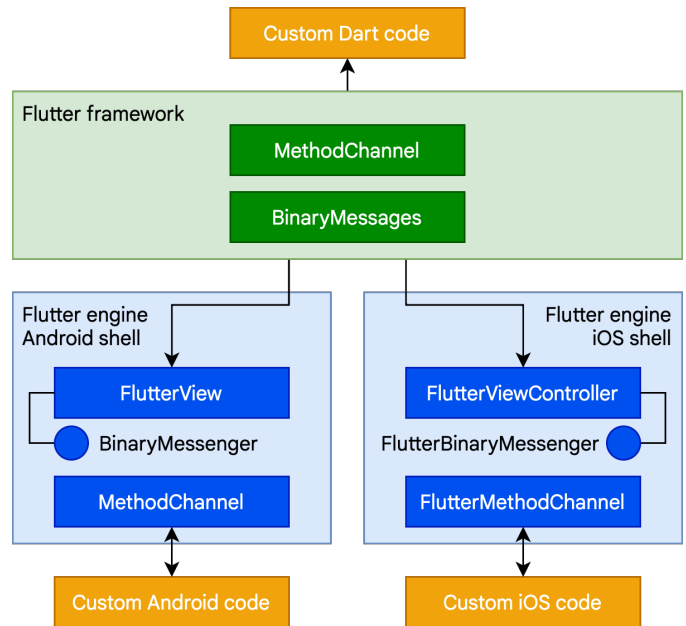 Custom Dart code
Flutter framework
MethodChannel
BinaryMessages
Flutter engine
Android shell
FlutterView
BinaryMessenger
MethodChannel
Custom Android code
Flutter engine
iOS shell
FlutterViewController
FlutterBinaryMessenger
FlutterMethodChannel
Custom iOS code